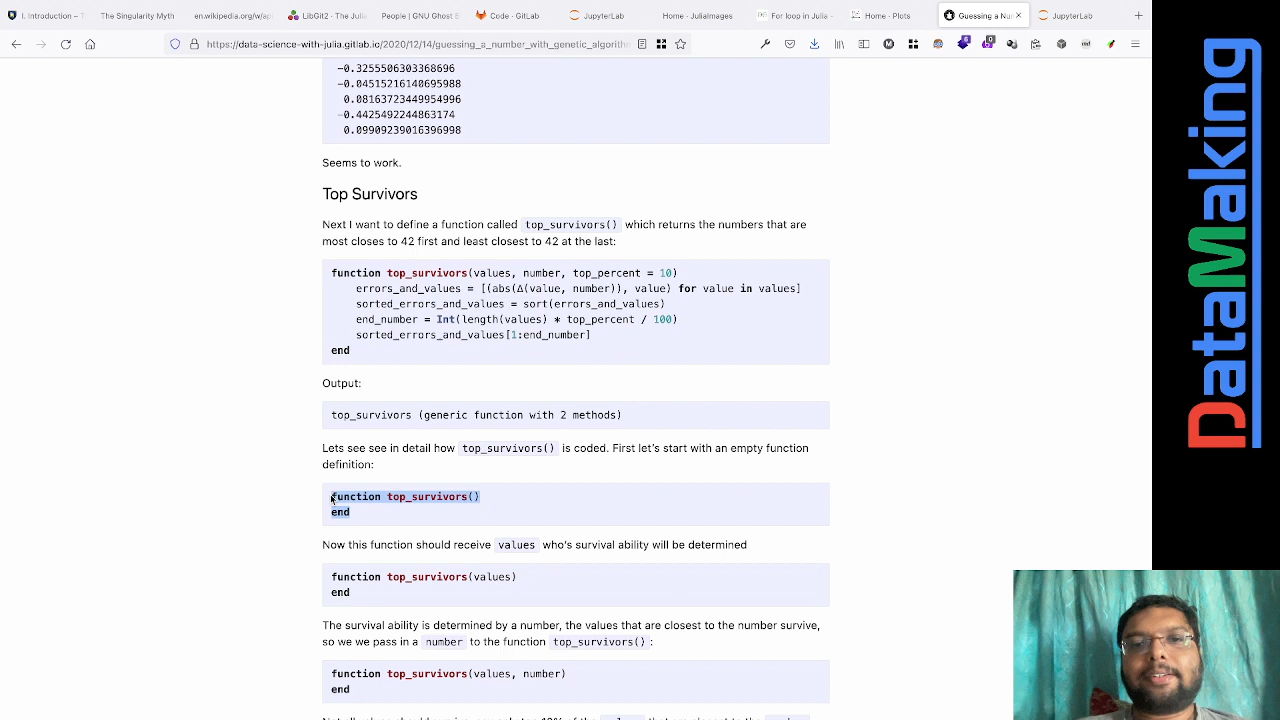 I. Introduction –
The Singularity Myth
en.wikipedia.org/w/api
LibGit2 · The Julia
People | GNU Ghost S
Code · GitLab
JupyterLab
Home · JuliaImages
For loop in Julia -
Home · Plots
Guessing a Nu
JupyterLab
https://data-science-with-julia.gitlab.io/2020/12/14/guessing_a_number_with_genetic_algorithm
-0.3255506303368696
-0.04515216140695988
0.08163723449954996
-0.4425492244863174
0.09909239016396998
Seems to work.
Top Survivors
Next I want to define a function called top_survivors() which returns the numbers that are
most closes to 42 first and least closest to 42 at the last:
function top_survivors(values, number, top_percent = 10)
errors_and_values = [(abs(Δ(value, number)), value) for value in values]
sorted_errors_and_values = sort(errors_and_values)
end_number = Int(length(values) * top_percent / 100)
sorted_errors_and_values[1:end_number]
end
Output:
top_survivors (generic function with 2 methods)
Lets see see in detail how top_survivors() is coded. First let's start with an empty function
definition:
function top_survivors()
end
Now this function should receive values who's survival ability will be determined
function top_survivors(values)
end
The survival ability is determined by a number, the values that are closest to the number survive,
so we we pass in a number to the function top_survivors():
function top_survivors(values, number)
end
DataMaking